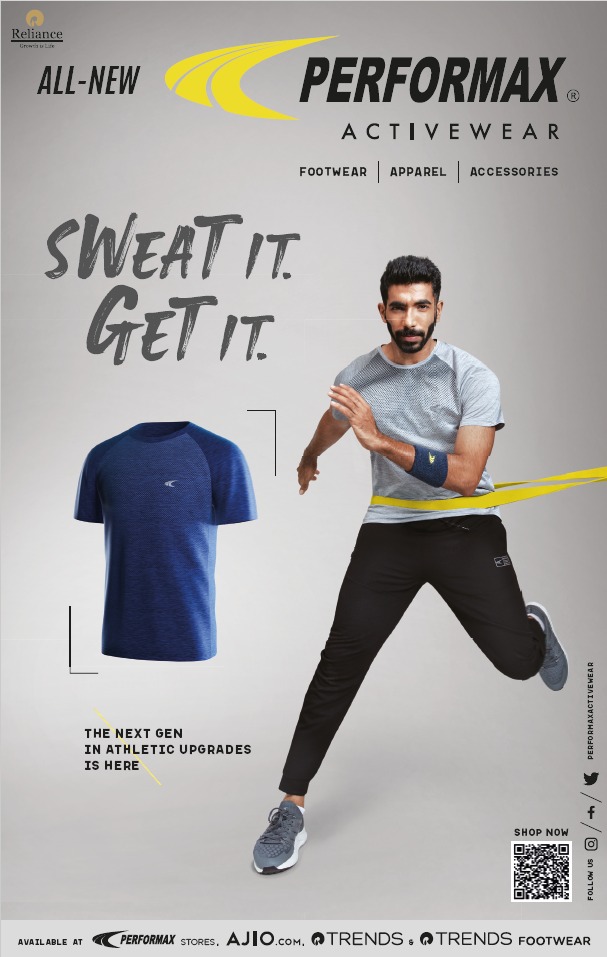 Reliance
Growth is Life
ALL-NEW
PERFORMAX ®
ACTIVEWEAR
FOOTWEAR | APPAREL | ACCESSORIES
SWEAT IT.
GET IT.
THE NEXT GEN
IN ATHLETIC UPGRADES
IS HERE
SHOP NOW
FOLLOW US
PERFORMAXACTIVEWEAR
AVAILABLE AT PERFORMAX STORES, AJIO.COM, TRENDS & TRENDS FOOTWEAR